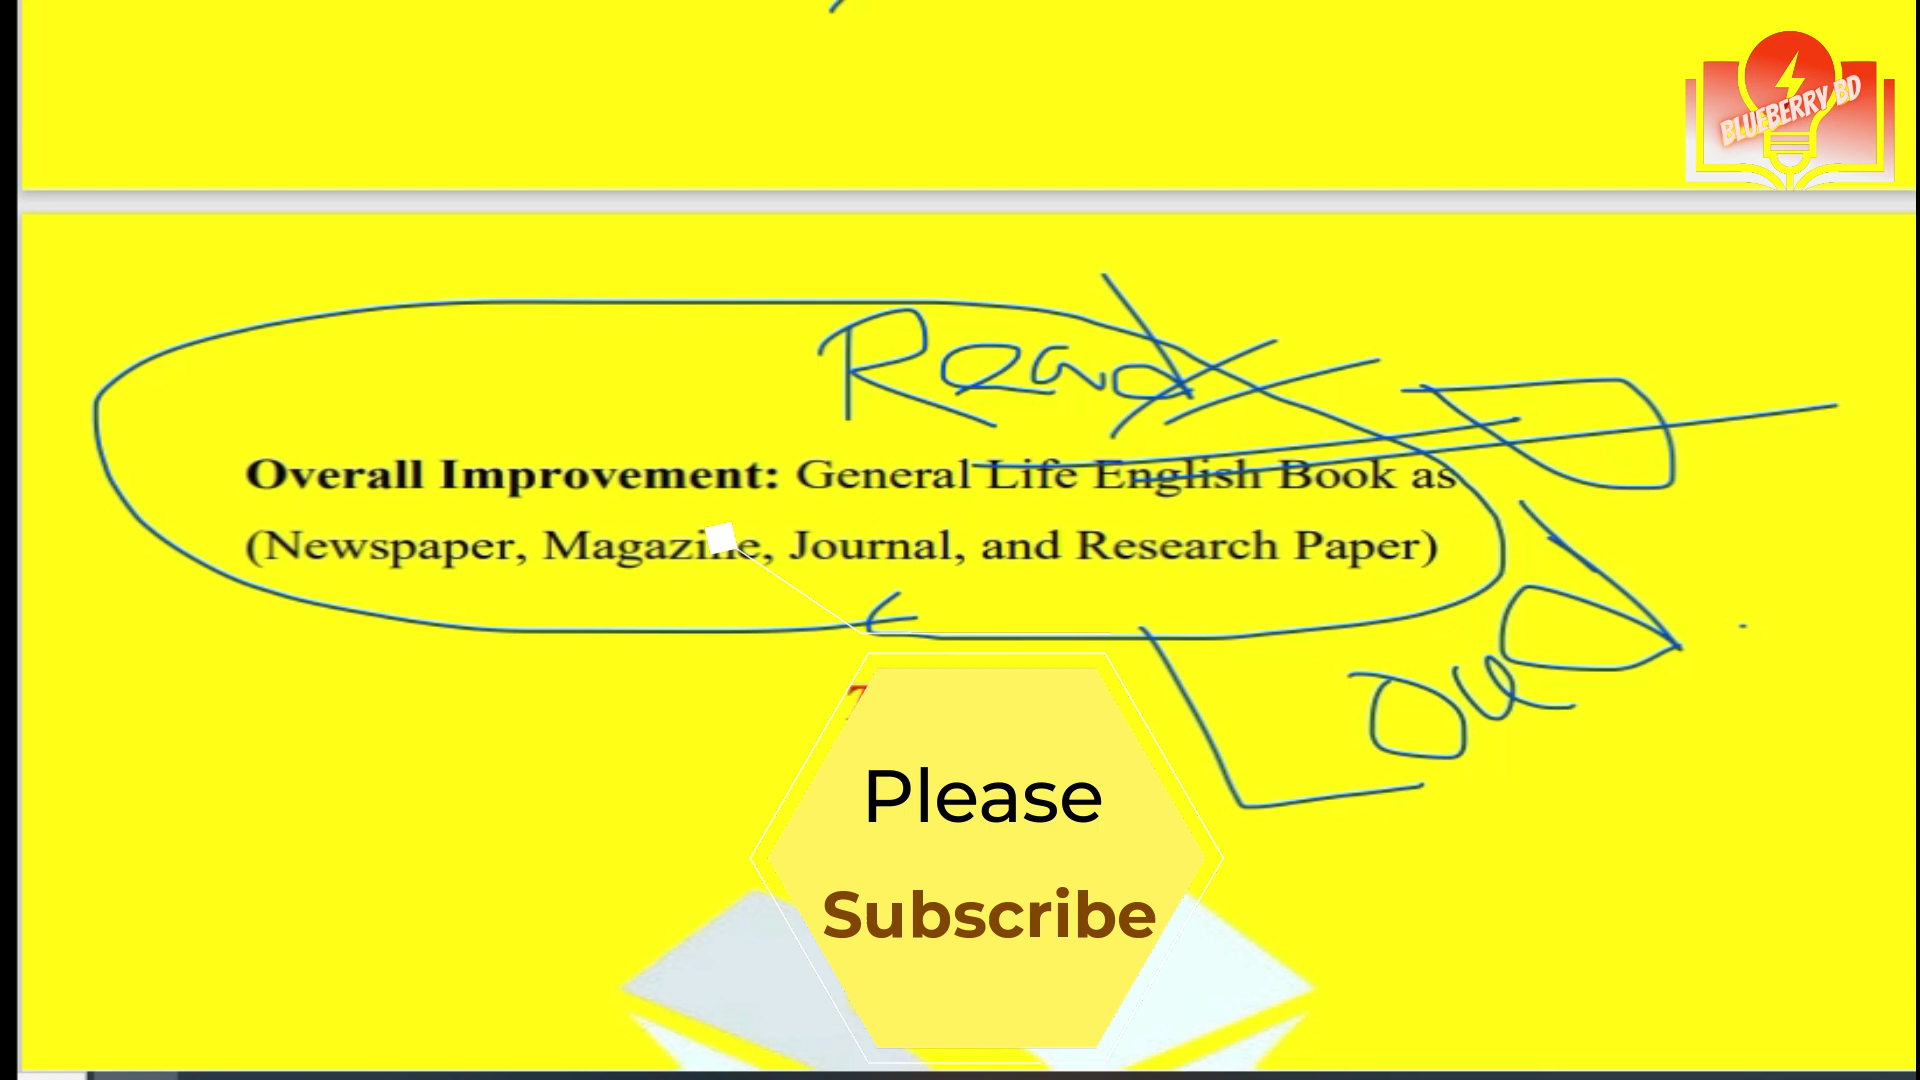 BLUEBERRY BD
Read
Overall Improvement: General Life English Book as
(Newspaper, Magazine, Journal, and Research Paper)
Loud
Please
Subscribe